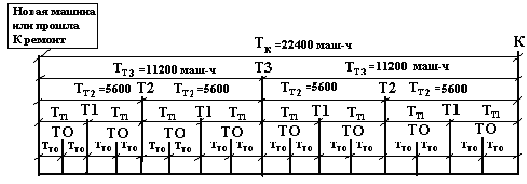 Новая машина
или прошла
К ремонт
Тк =22400 маш-ч К
ТТ3 =11200 маш-ч Т3 ТТ3 =11200 маш-ч
ТТ2 =5600 Т2 ТТ2 =5600 ТТ2 =5600 Т2 ТТ2 =5600
ТТ1 Т1 ТТ1 ТТ1 Т1 ТТ1 ТТ1 Т1 ТТ1 ТТ1 Т1 ТТ1
ТО ТО ТО ТО ТО ТО ТО ТО
ТТО ТТО ТТО ТТО ТТО ТТО ТТО ТТО ТТО ТТО ТТО ТТО ТТО ТТО ТТО ТТО